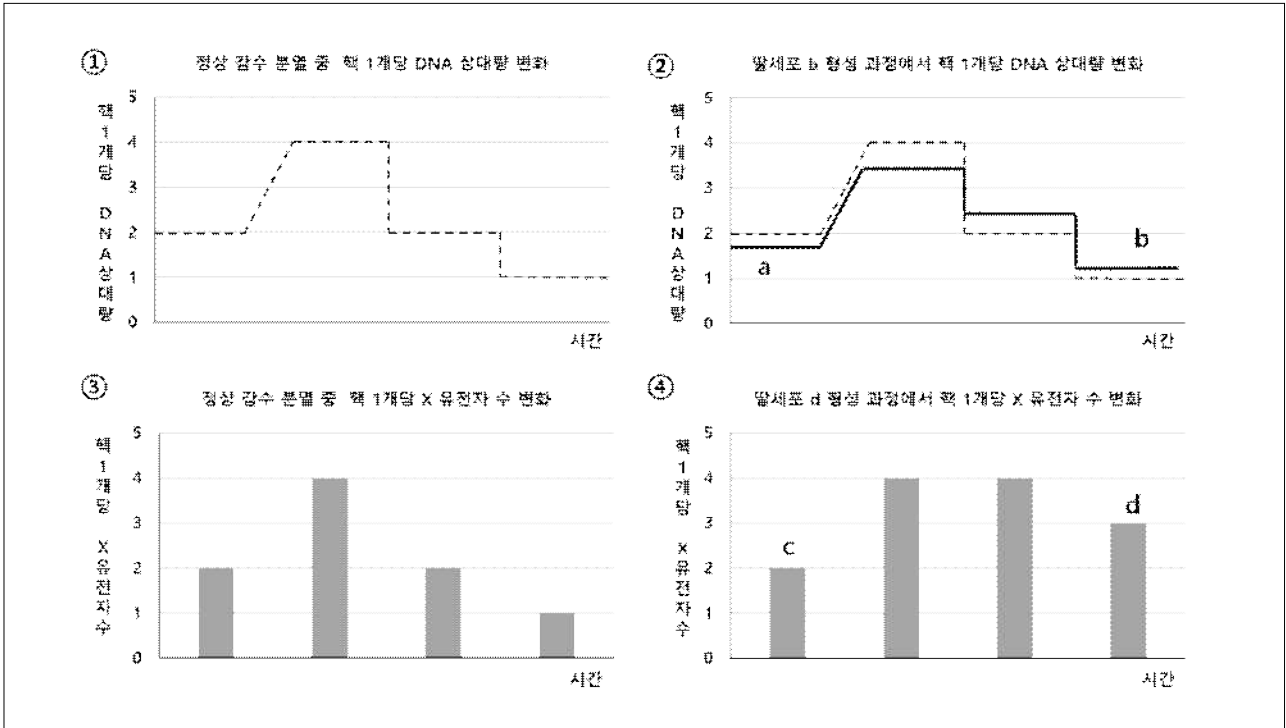 ① 정상 감수 분열 중 핵 1개당 DNA 상대량 변화
핵 1개당 DNA 상대량
5
4
3
2
1
0
시간
② 딸세포 b 형성 과정에서 핵 1개당 DNA 상대량 변화
핵 1개당 DNA 상대량
5
4
3
2
1
0
a
b
시간
③ 정상 감수 분열 중 핵 1개당 X 유전자 수 변화
핵 1개당 X 유전자 수
5
4
3
2
1
0
시간
④ 딸세포 d 형성 과정에서 핵 1개당 X 유전자 수 변화
핵 1개당 X 유전자 수
5
4
3
2
1
0
c
d
시간